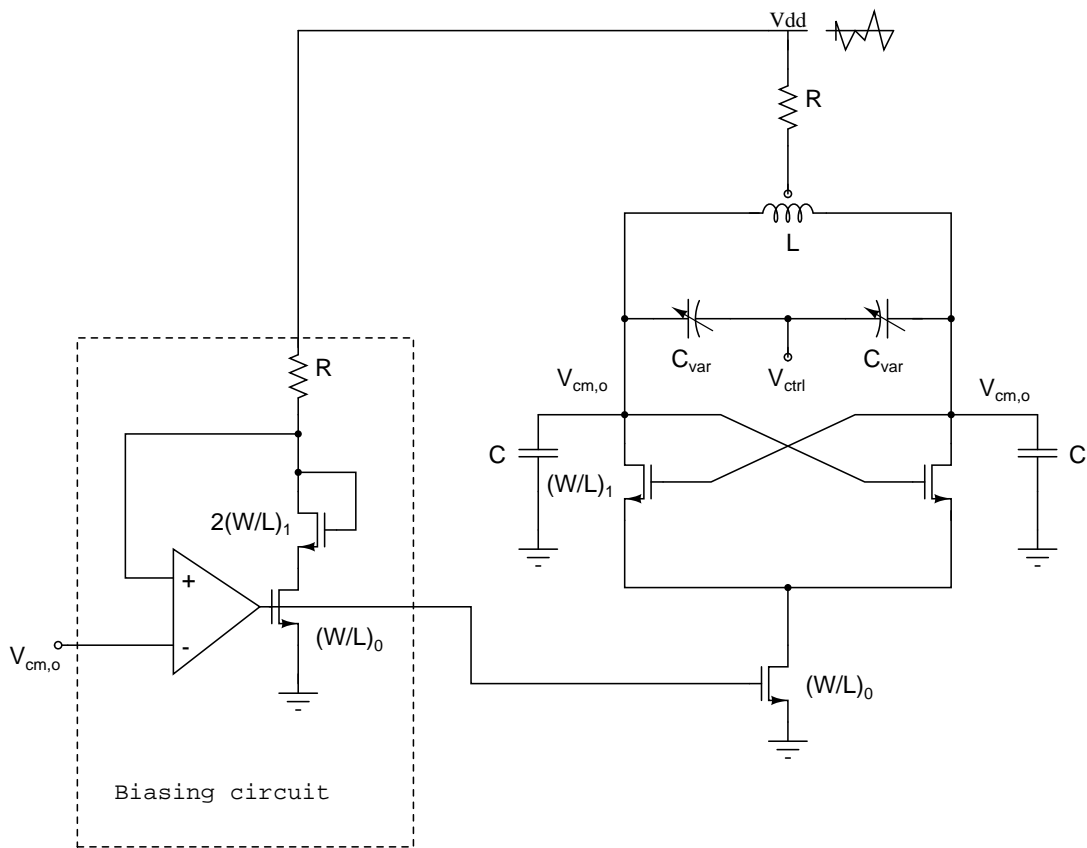 Vdd
R
L
C_var
V_ctrl
C_var
V_cm,o
V_cm,o
C
(W/L)_1
C
R
2(W/L)_1
+
-
V_cm,o
(W/L)_0
(W/L)_0
Biasing circuit